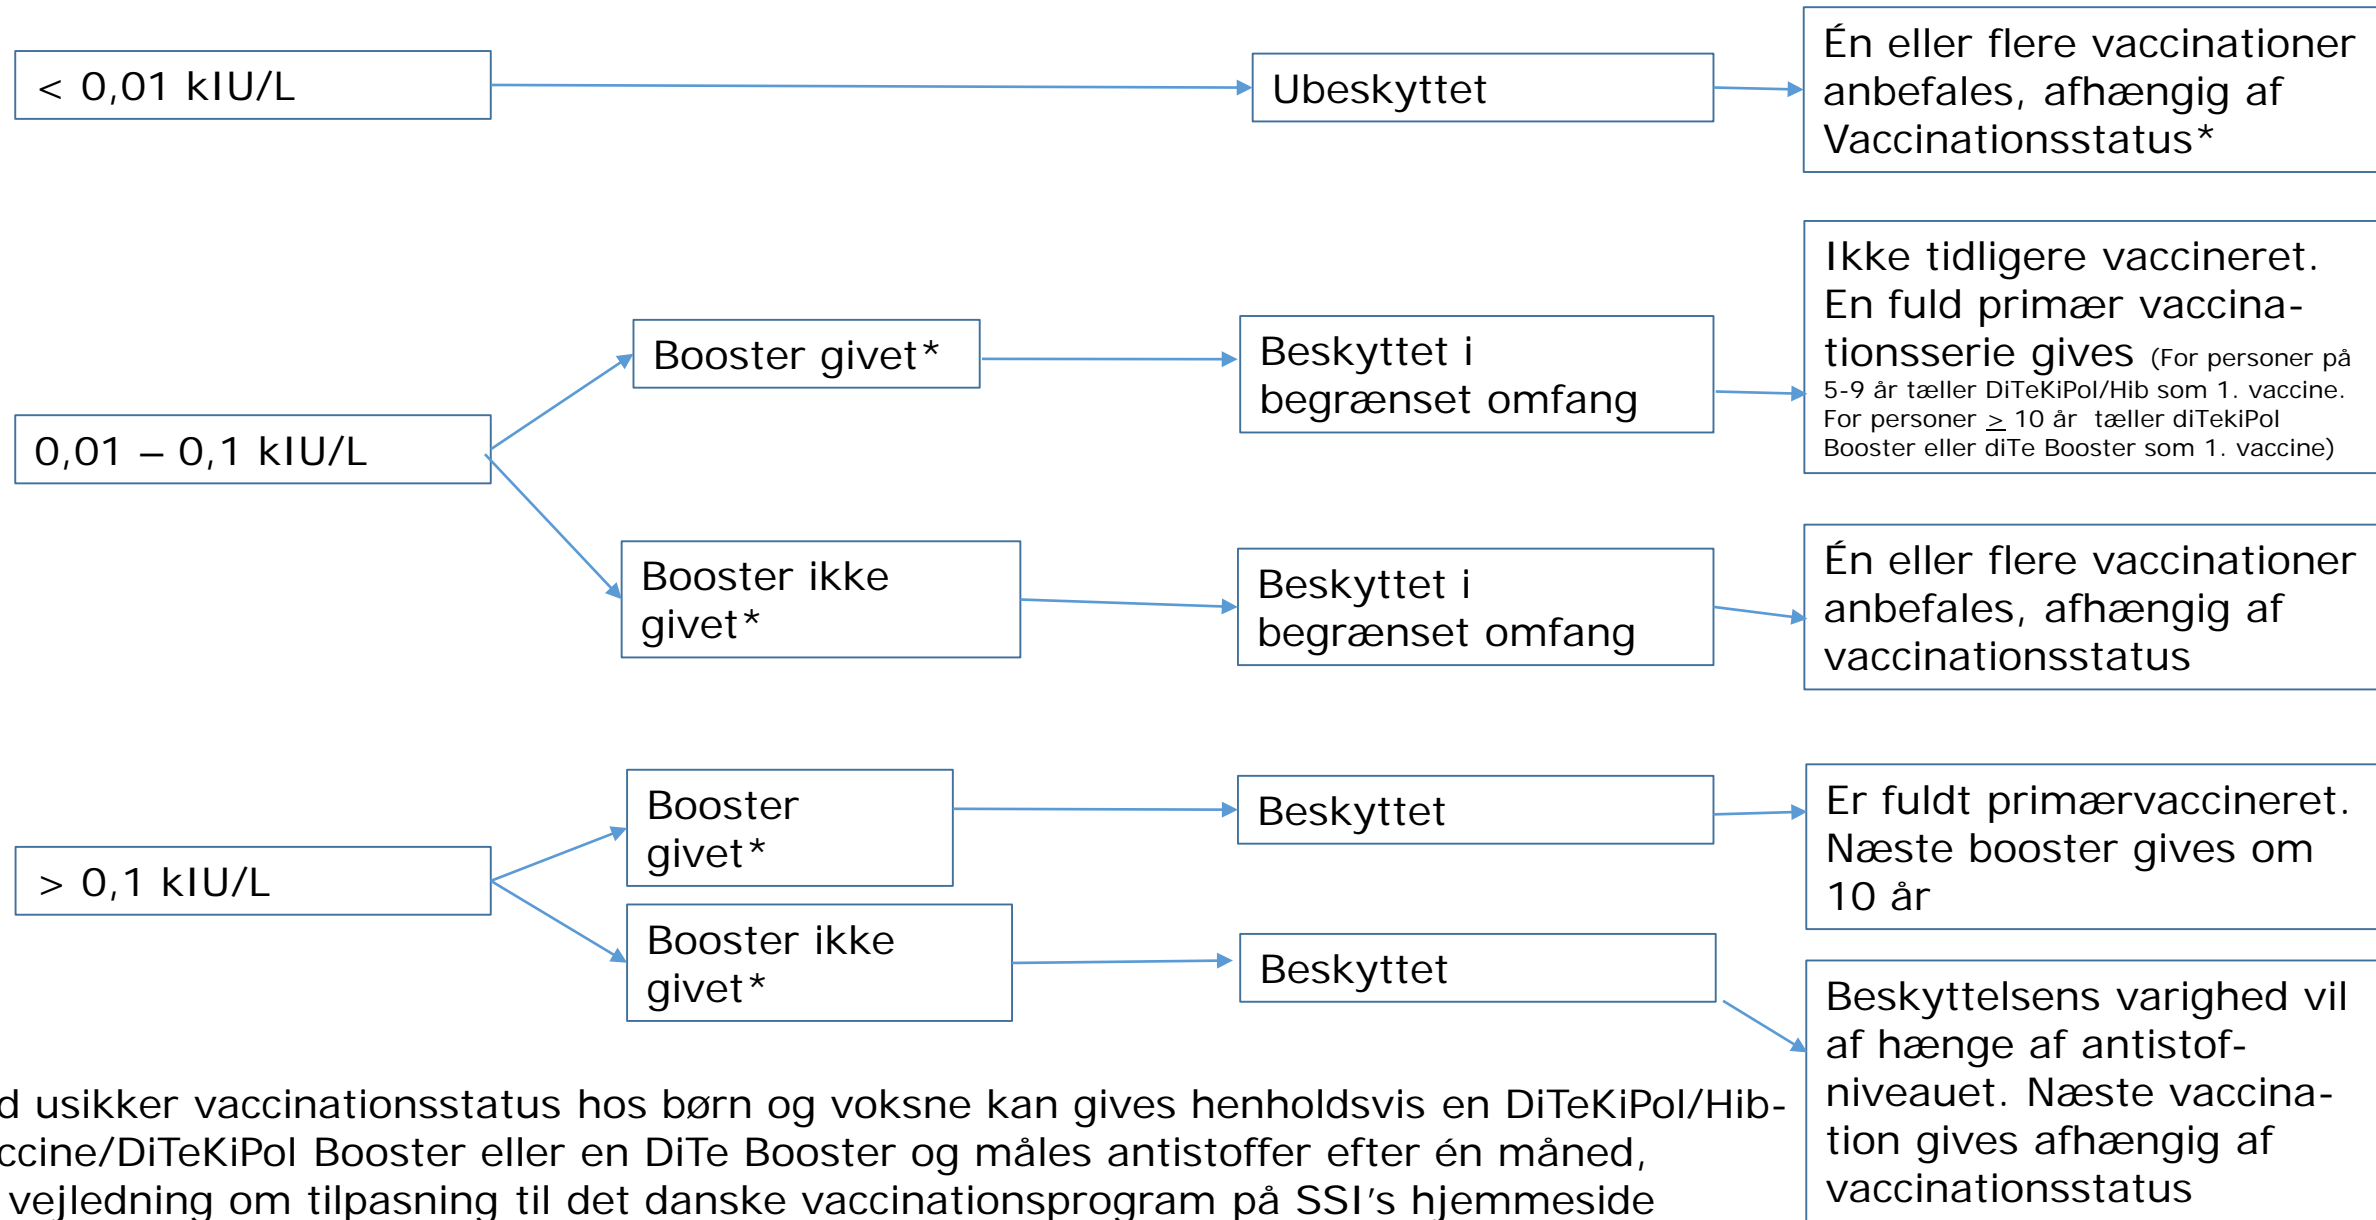 < 0,01 kIU/L
Ubeskyttet
Én eller flere vaccinationer
anbefales, afhængig af
Vaccinationsstatus*
0,01 – 0,1 kIU/L
Booster givet*
Beskyttet i
begrænset omfang
Ikke tidligere vaccineret.
En fuld primær vaccina-
tionsserie gives (For personer på
5-9 år tæller DiTeKiPol/Hib som 1. vaccine.
For personer ≥ 10 år tæller diTekiPol
Booster eller diTe Booster som 1. vaccine)
Booster ikke
givet*
Beskyttet i
begrænset omfang
Én eller flere vaccinationer
anbefales, afhængig af
vaccinationsstatus
> 0,1 kIU/L
Booster
givet*
Beskyttet
Er fuldt primærvaccineret.
Næste booster gives om
10 år
Booster ikke
givet*
Beskyttet
Beskyttelsens varighed vil
af hænge af antistof-
niveauet. Næste vaccina-
tion gives afhængig af
vaccinationsstatus
usikker vaccinationsstatus hos børn og voksne kan gives henholdsvis en DiTeKiPol/Hib-
/DiTeKiPol Booster eller en DiTe Booster og måles antistoffer efter én måned,
vejledning om tilpasning til det danske vaccinationsprogram på SSI's hjemmeside